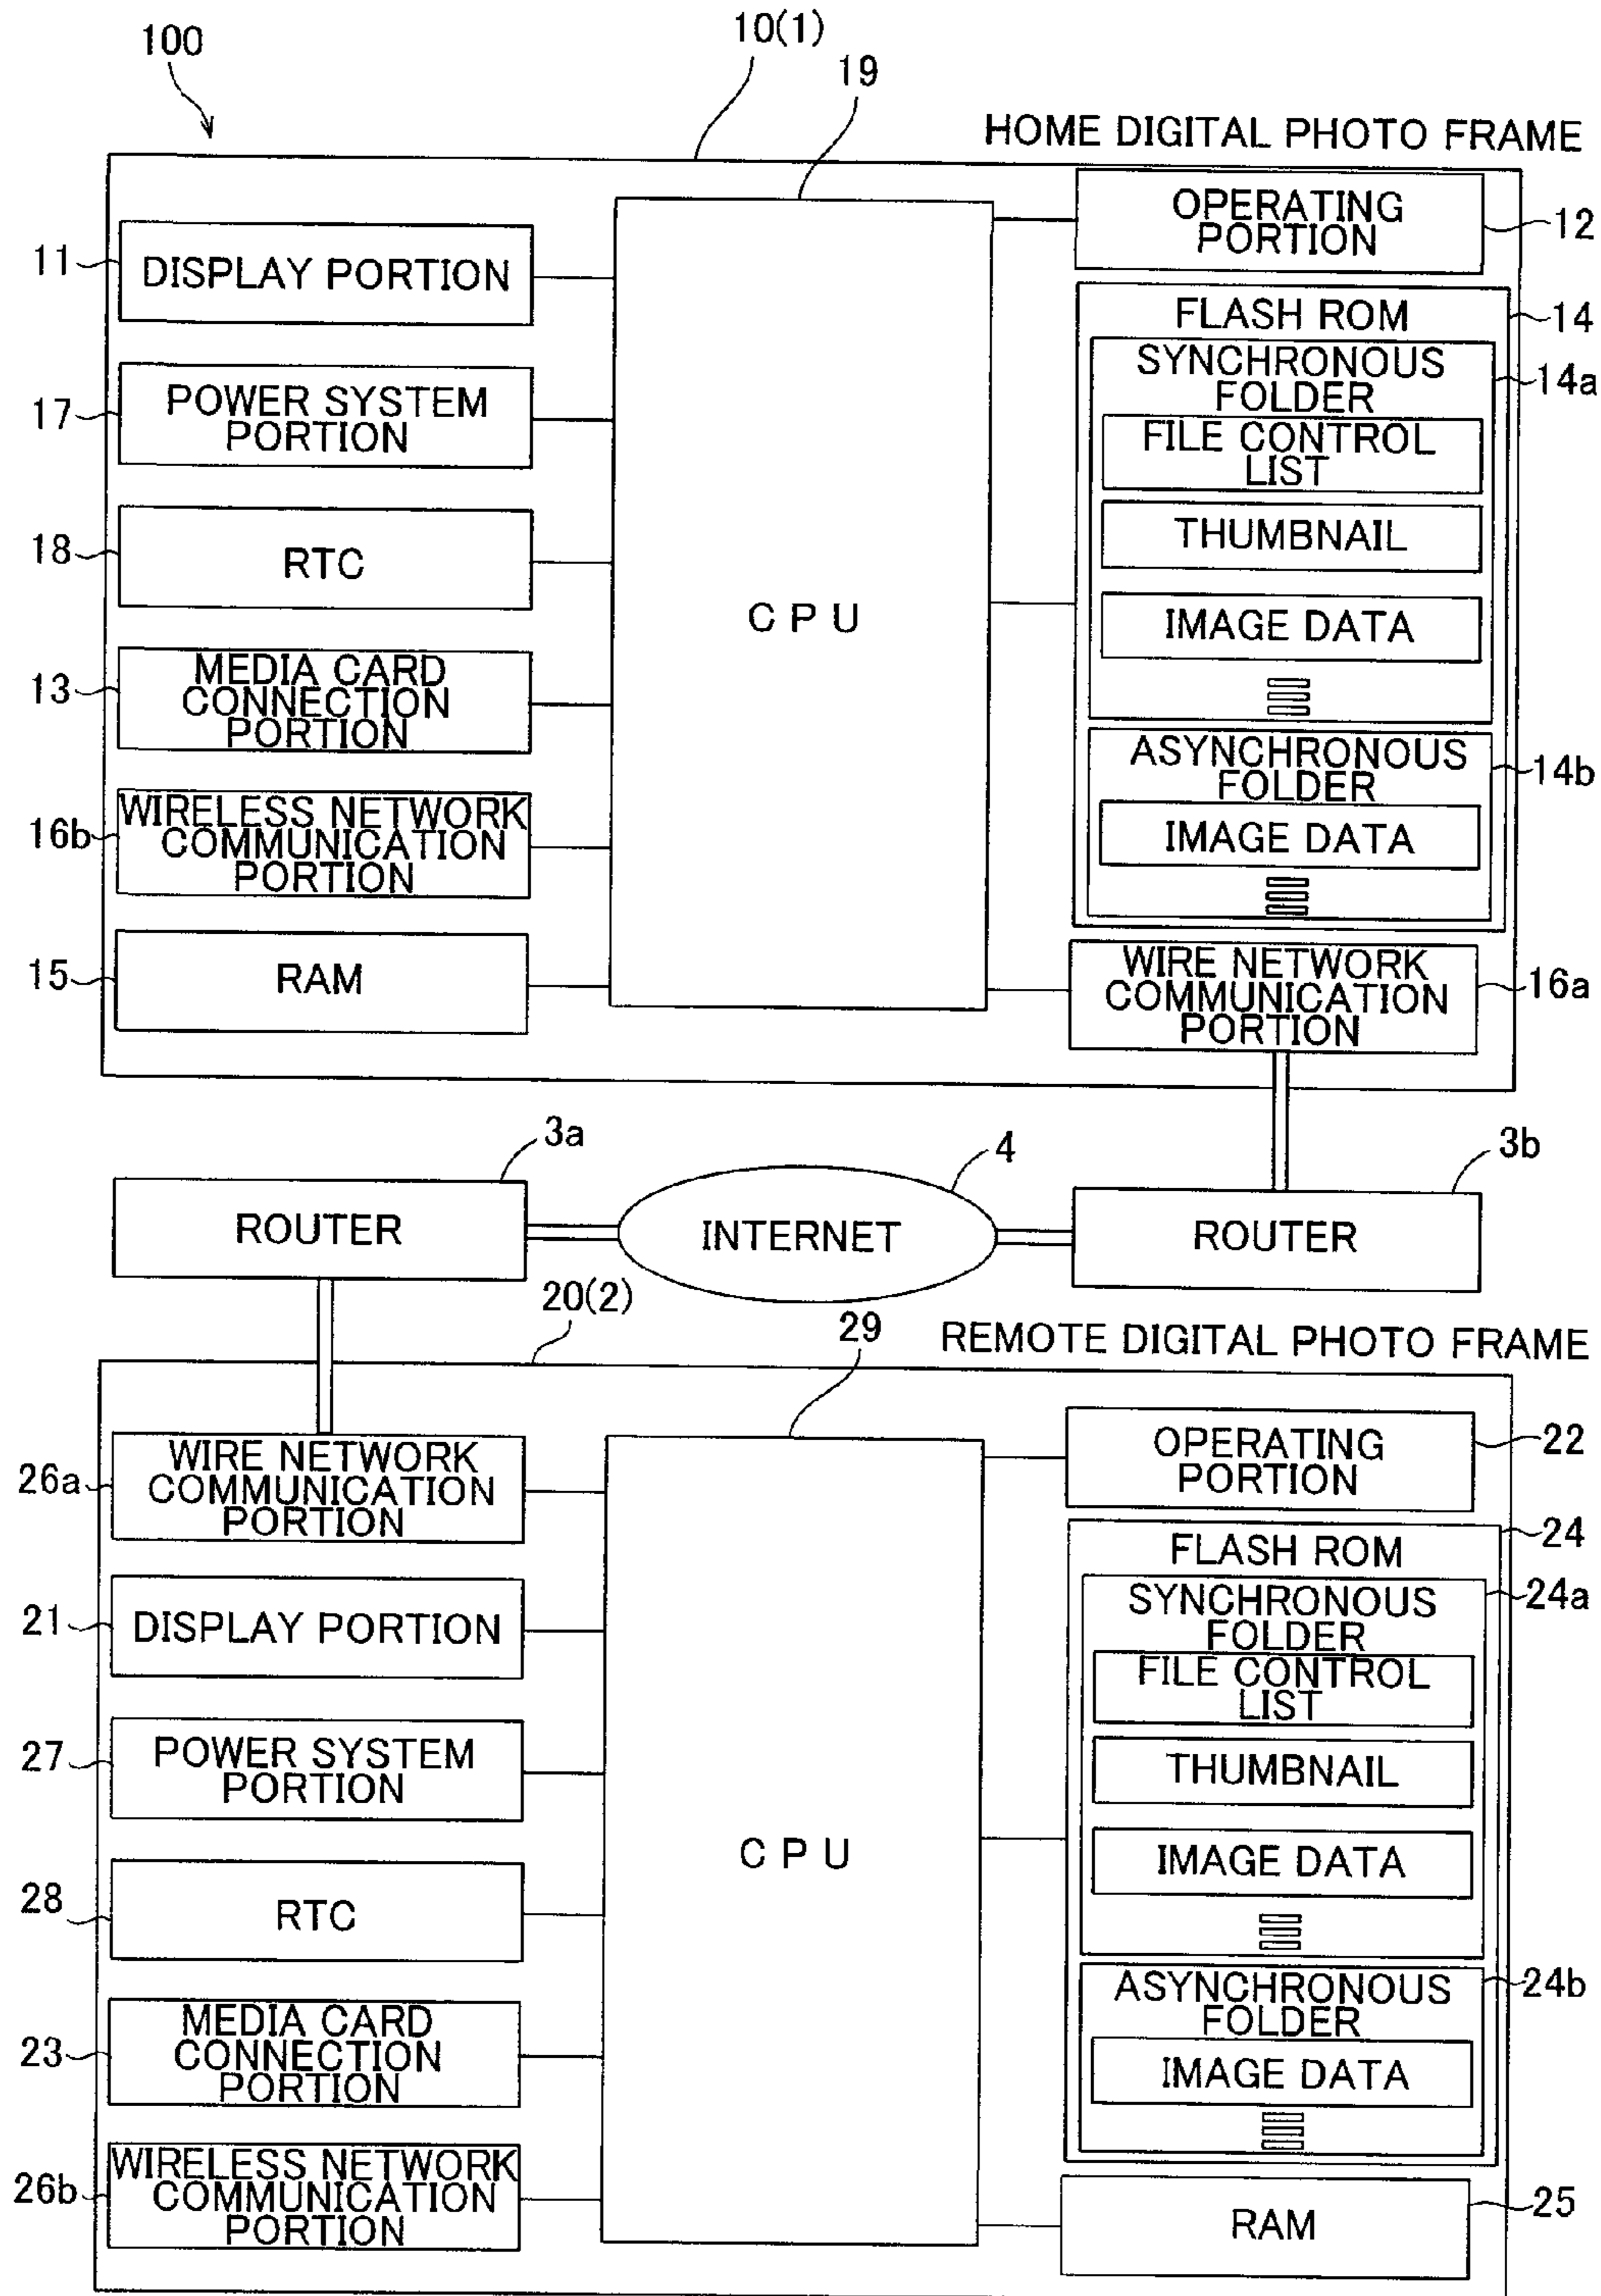 100
10(1)
19
HOME DIGITAL PHOTO FRAME
11
DISPLAY PORTION
17
POWER SYSTEM
PORTION
18
RTC
13
MEDIA CARD
CONNECTION
PORTION
16b
WIRELESS NETWORK
COMMUNICATION
PORTION
15
RAM
CPU
OPERATING
PORTION
12
FLASH ROM
14
SYNCHRONOUS
FOLDER
14a
FILE CONTROL
LIST
THUMBNAIL
IMAGE DATA
ASYNCHRONOUS
FOLDER
14b
IMAGE DATA
WIRE NETWORK
COMMUNICATION
PORTION
16a
3a
ROUTER
4
INTERNET
3b
ROUTER
20(2)
29
REMOTE DIGITAL PHOTO FRAME
26a
WIRE NETWORK
COMMUNICATION
PORTION
21
DISPLAY PORTION
27
POWER SYSTEM
PORTION
28
RTC
23
MEDIA CARD
CONNECTION
PORTION
26b
WIRELESS NETWORK
COMMUNICATION
PORTION
CPU
OPERATING
PORTION
22
FLASH ROM
24
SYNCHRONOUS
FOLDER
24a
FILE CONTROL
LIST
THUMBNAIL
IMAGE DATA
ASYNCHRONOUS
FOLDER
24b
IMAGE DATA
RAM
25